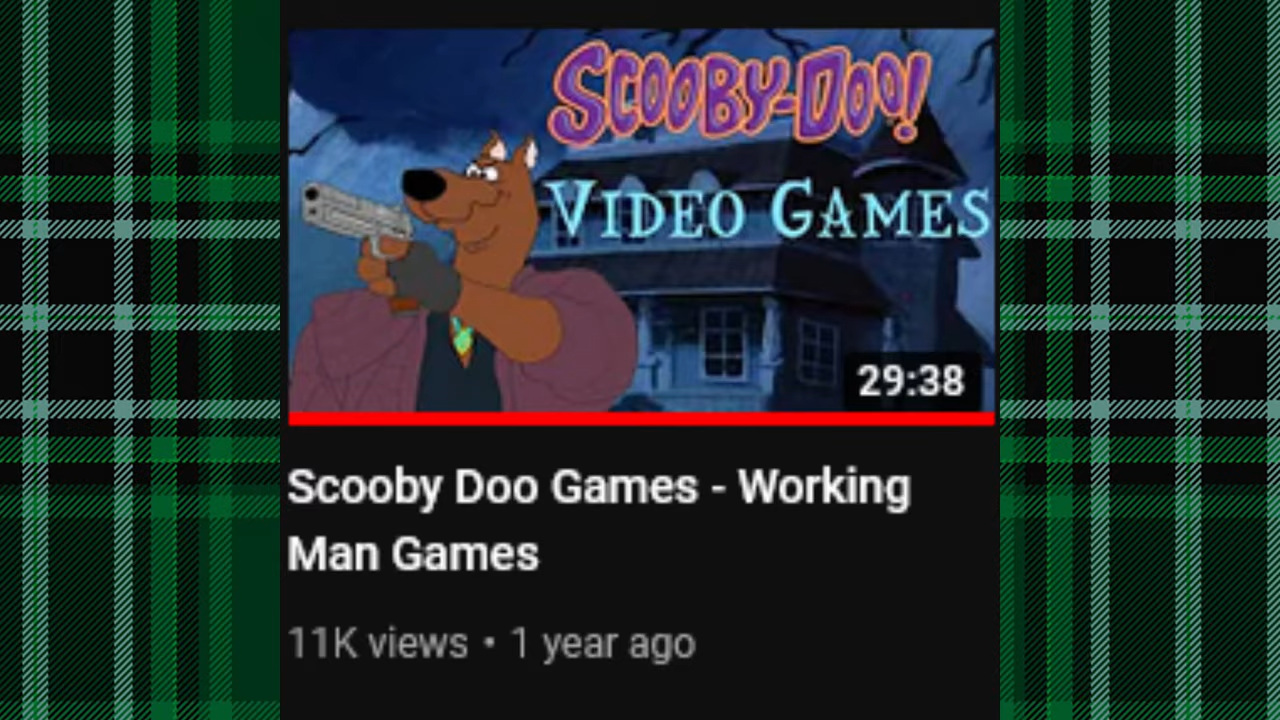 SCOOBY-DOO!
VIDEO GAMES
29:38
Scooby Doo Games - Working
Man Games
11K views • 1 year ago